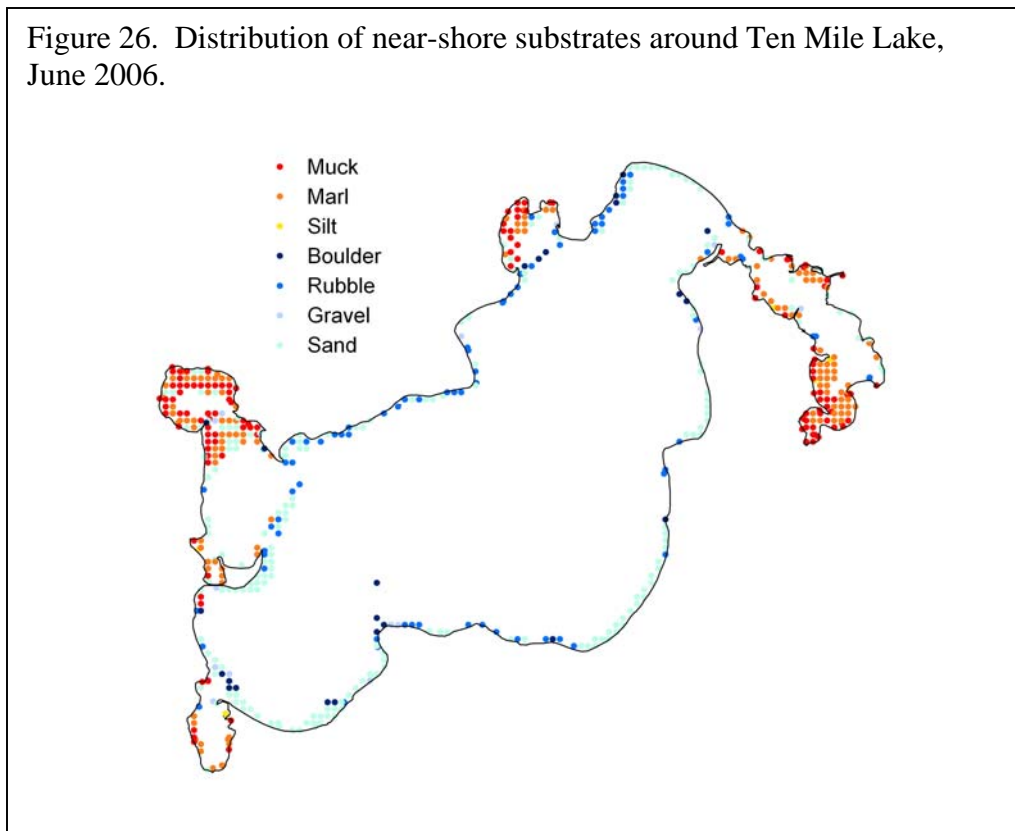 Figure 26.  Distribution of near-shore substrates around Ten Mile Lake,
June 2006.
Muck
Marl
Silt
Boulder
Rubble
Gravel
Sand